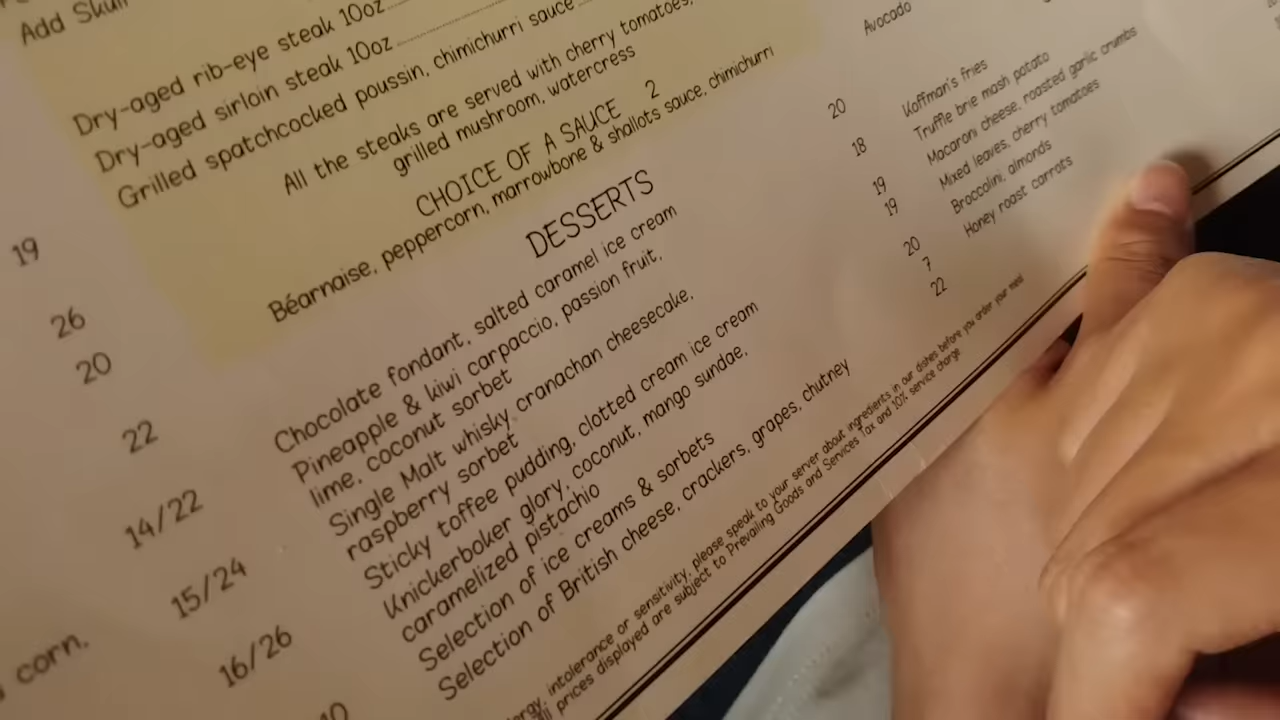 Add Skull
Dry-aged rib-eye steak 10oz
Dry-aged sirloin steak 10oz
Grilled spatchcocked poussin, chimichurri sauce
All the steaks are served with cherry tomatoes,
grilled mushroom, watercress
CHOICE OF A SAUCE 2
Béarnaise, peppercorn, marrowbone & shallots sauce, chimichurri
19
26
20
22
14/22
15/24
16/26
corn.
DESSERTS
Chocolate fondant, salted caramel ice cream 20
Pineapple & kiwi carpaccio, passion fruit, 18
lime, coconut sorbet
Single Malt whisky cranachan cheesecake, 19
raspberry sorbet
Sticky toffee pudding, clotted cream ice cream 19
Knickerboker glory, coconut, mango sundae, 20
caramelized pistachio
Selection of ice creams & sorbets 7
Selection of British cheese, crackers, grapes, chutney 22
Avocado
Koffman's fries
Truffle brie mash potato
Macaroni cheese, roasted garlic crumbs
Mixed leaves, cherry tomatoes
Broccolini, almonds
Honey roast carrots
intolerance or sensitivity, please speak to your server about ingredients in our dishes before you order your meal
prices displayed are subject to Prevailing Goods and Services Tax and 10% service charge